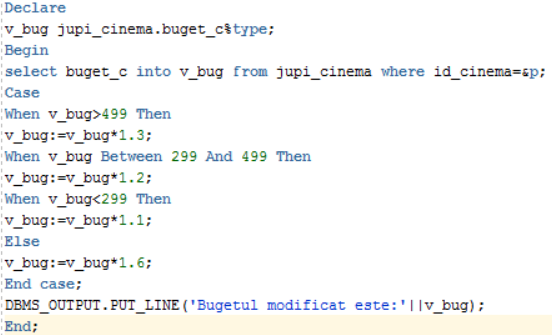 Declare
v_bug jupi_cinema.buget_c%type;
Begin
select buget_c into v_bug from jupi_cinema where id_cinema=&p;
Case
When v_bug>499 Then
v_bug:=v_bug*1.3;
When v_bug Between 299 And 499 Then
v_bug:=v_bug*1.2;
When v_bug<299 Then
v_bug:=v_bug*1.1;
Else
v_bug:=v_bug*1.6;
End case;
DBMS_OUTPUT.PUT_LINE('Bugetul modificat este:'||v_bug);
End;